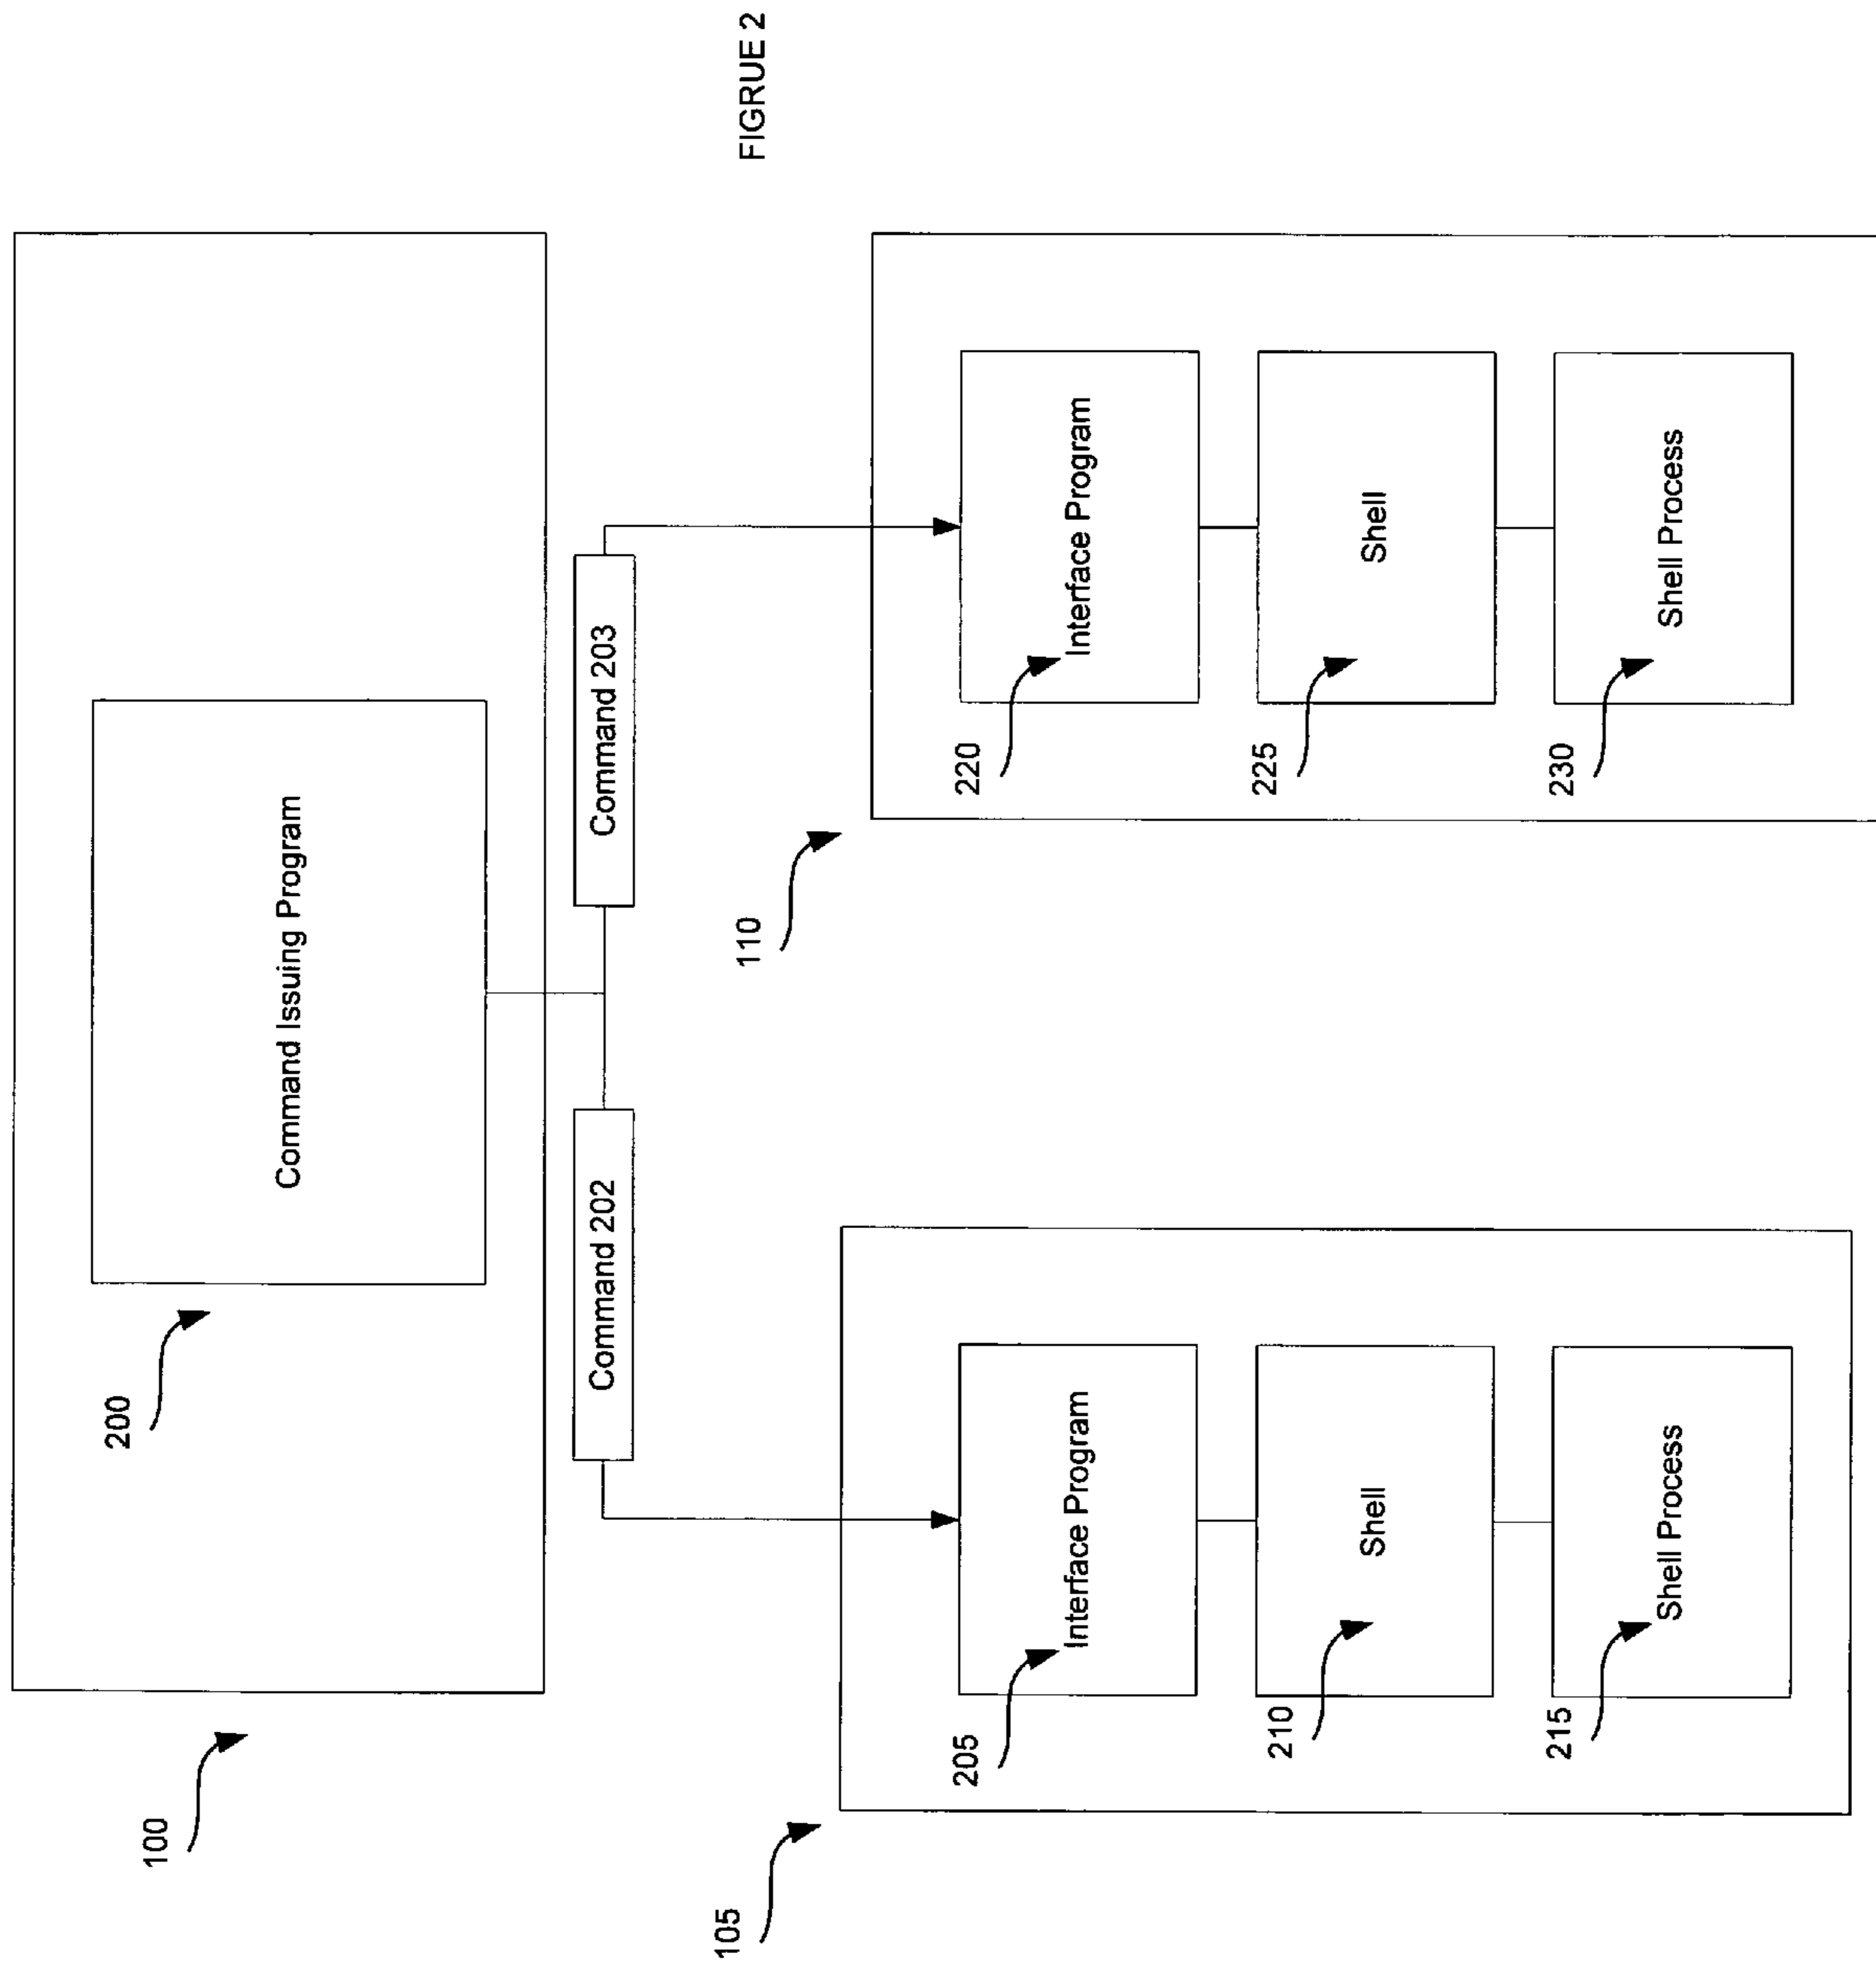 100
200
Command Issuing Program
Command 202
Command 203
FIGRUE 2
105
205
Interface Program
210
Shell
215
Shell Process
110
220
Interface Program
225
Shell
230
Shell Process